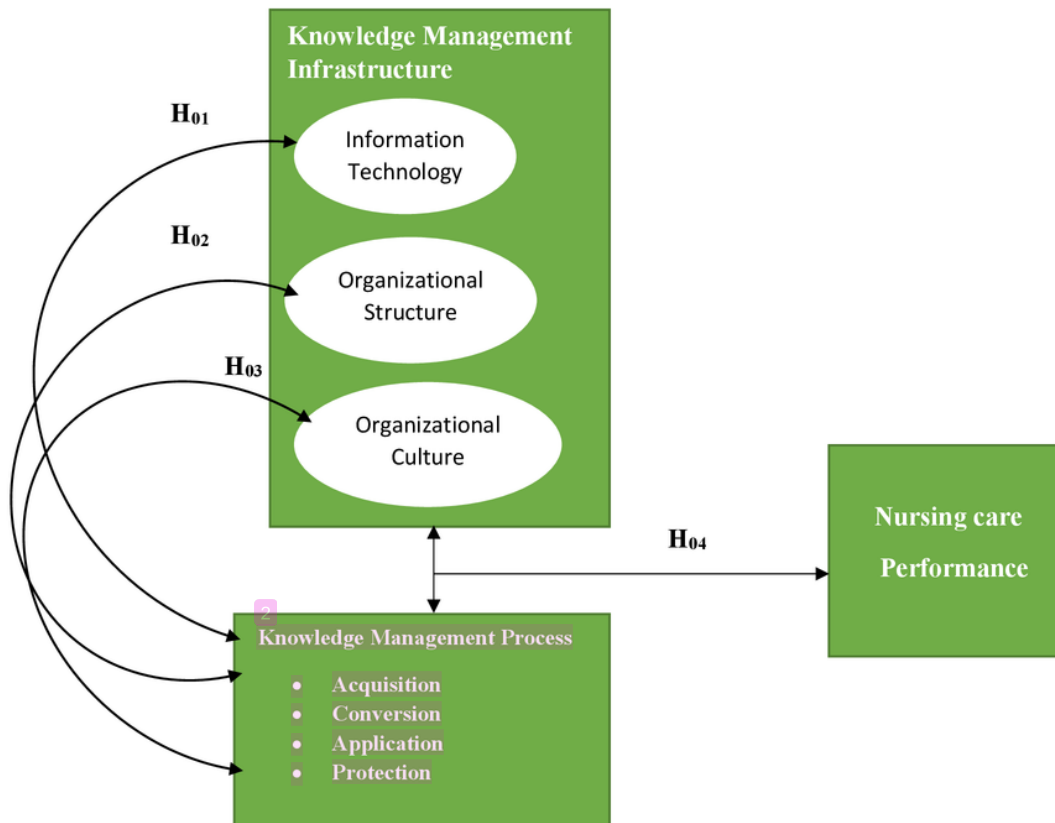 Knowledge Management
Infrastructure
H01
Information
Technology
H02
Organizational
Structure
H03
Organizational
Culture
H04
Nursing care
Performance
2
Knowledge Management Process
• Acquisition
• Conversion
• Application
• Protection